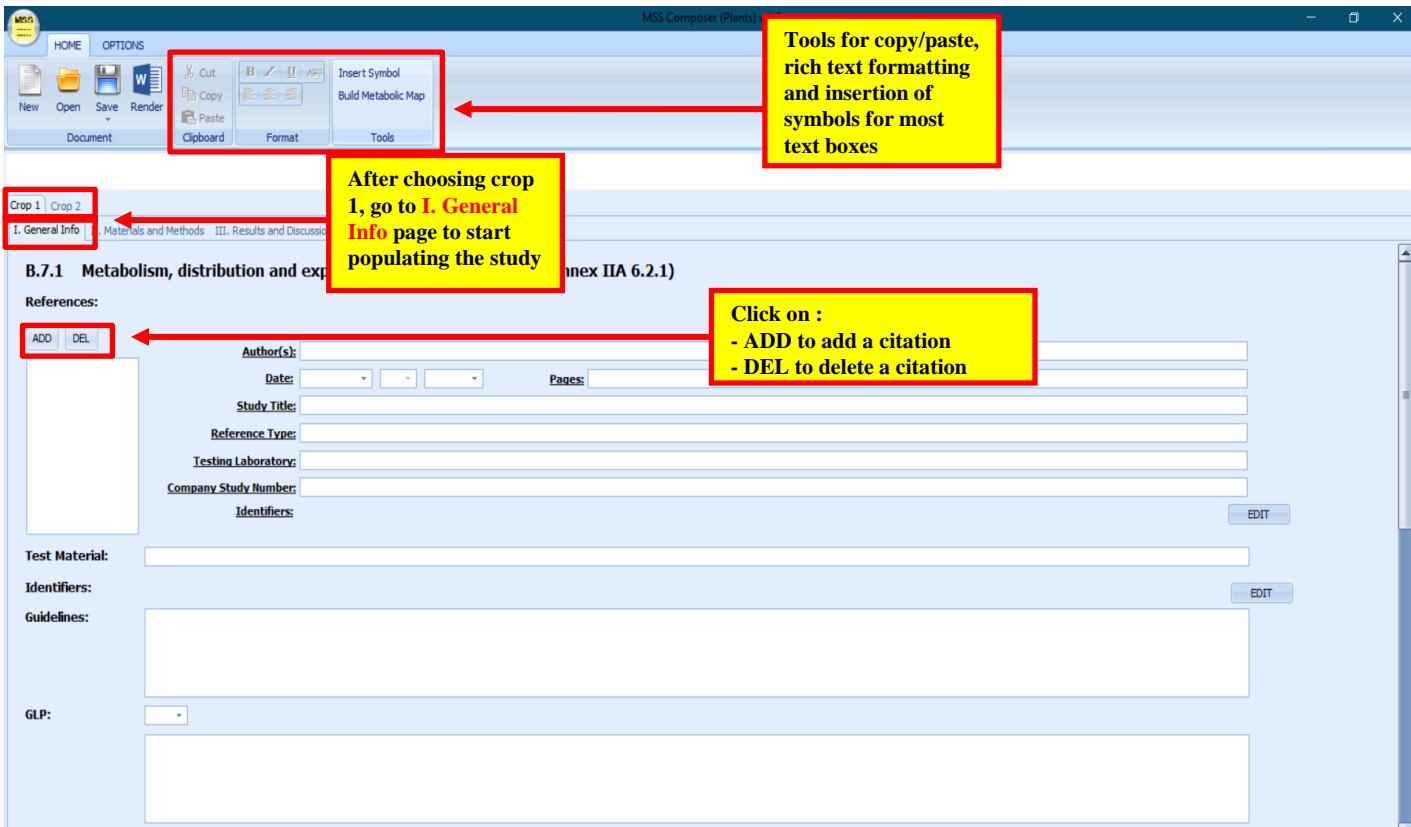 MSS
MSS Composer (Plants)
HOME OPTIONS
New Open Save Render
Document
Cut
Copy
Paste
Clipboard
B I U ABC
Format
Insert Symbol
Build Metabolic Map
Tools
Tools for copy/paste,
rich text formatting
and insertion of
symbols for most
text boxes
After choosing crop
1, go to I. General
Info page to start
populating the study
Crop 1 Crop 2
I. General Info . Materials and Methods III. Results and Discussio
B.7.1 Metabolism, distribution and exp
nnex IIA 6.2.1)
References:
ADD DEL
Click on :
- ADD to add a citation
- DEL to delete a citation
Author(s):
Date: Pages:
Study Title:
Reference Type:
Testing Laboratory:
Company Study Number:
Identifiers: EDIT
Test Material:
Identifiers: EDIT
Guidelines:
GLP: